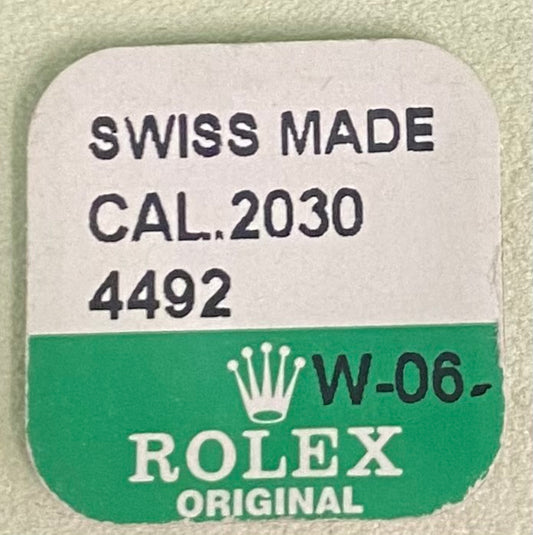 SWISS MADE
CAL.2030
4492
W-06-
ROLEX
ORIGINAL